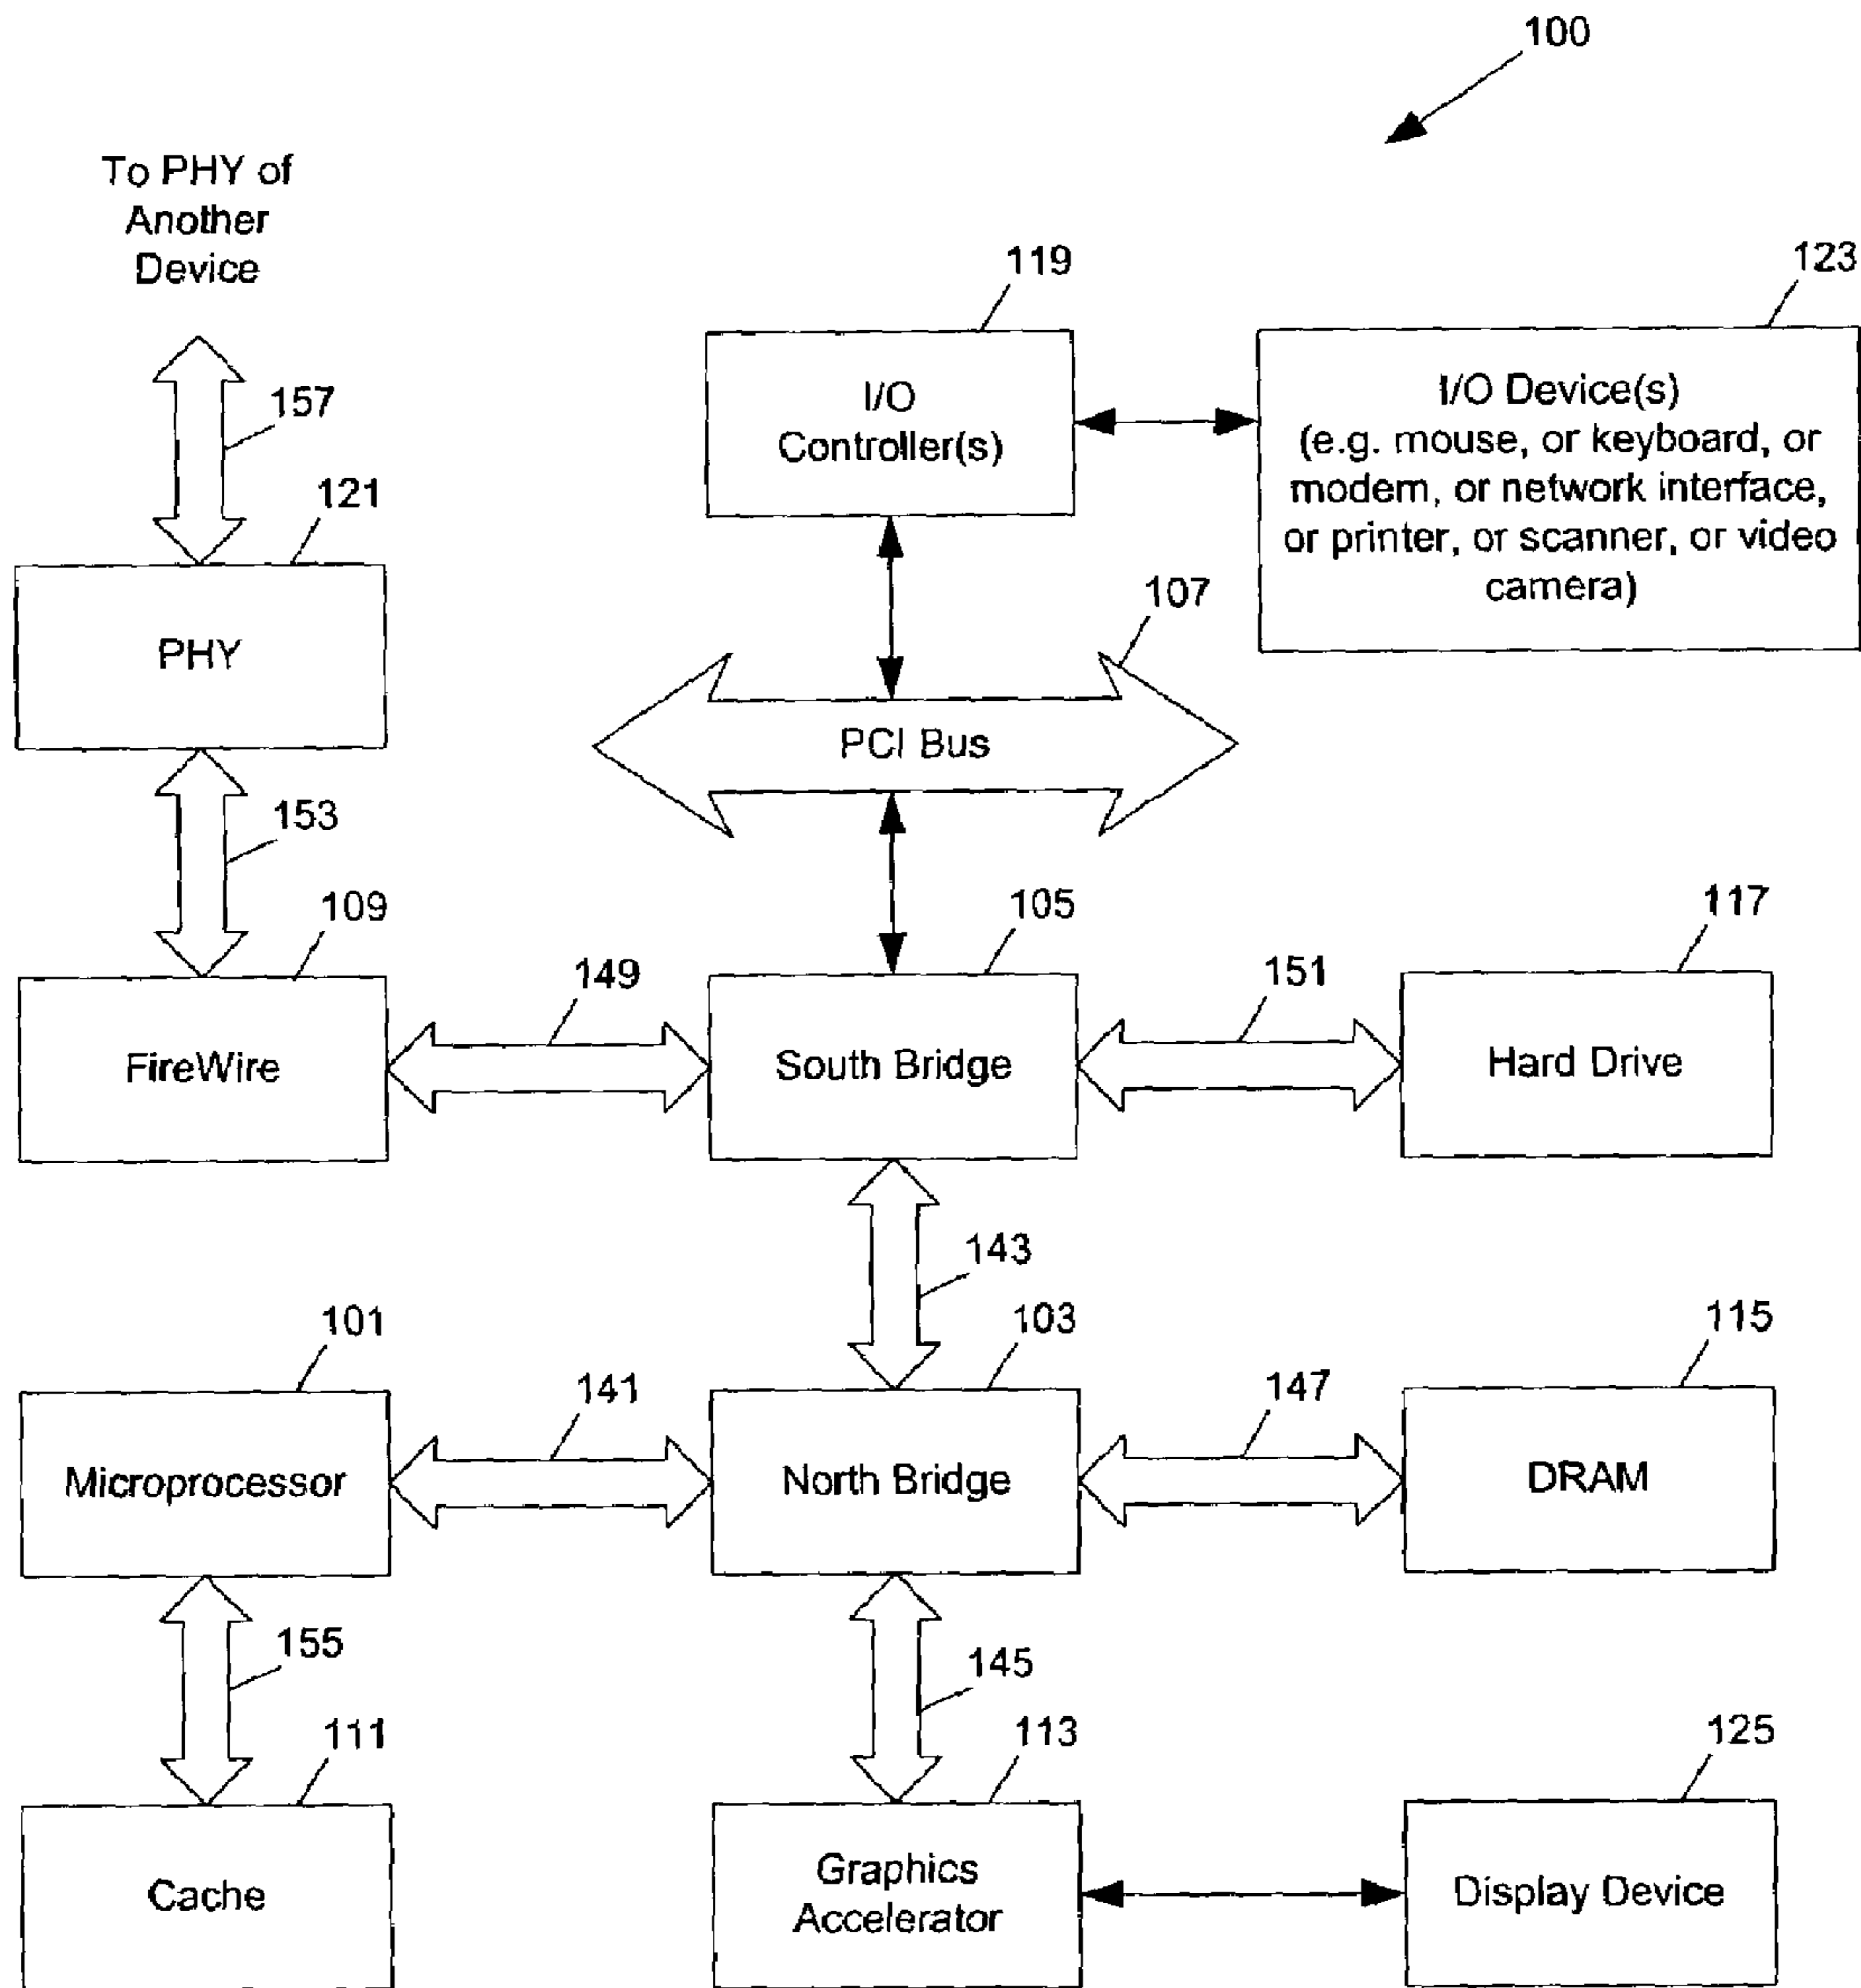 100
To PHY of
Another
Device
119
123
157
I/O
Controller(s)
I/O Device(s)
(e.g. mouse, or keyboard, or
modem, or network interface,
or printer, or scanner, or video
camera)
121
107
PHY
PCI Bus
153
109
105
117
149
151
FireWire
South Bridge
Hard Drive
143
101
103
115
141
147
Microprocessor
North Bridge
DRAM
155
145
111
113
125
Cache
Graphics
Accelerator
Display Device